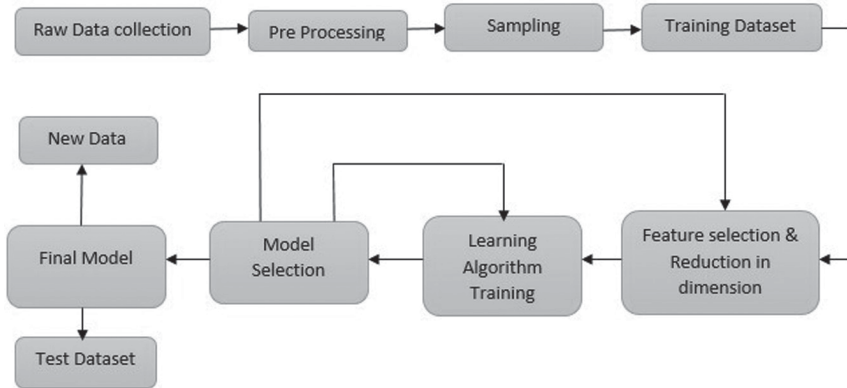 Raw Data collection
Pre Processing
Sampling
Training Dataset
New Data
Final Model
Model
Selection
Learning
Algorithm
Training
Feature selection &
Reduction in
dimension
Test Dataset